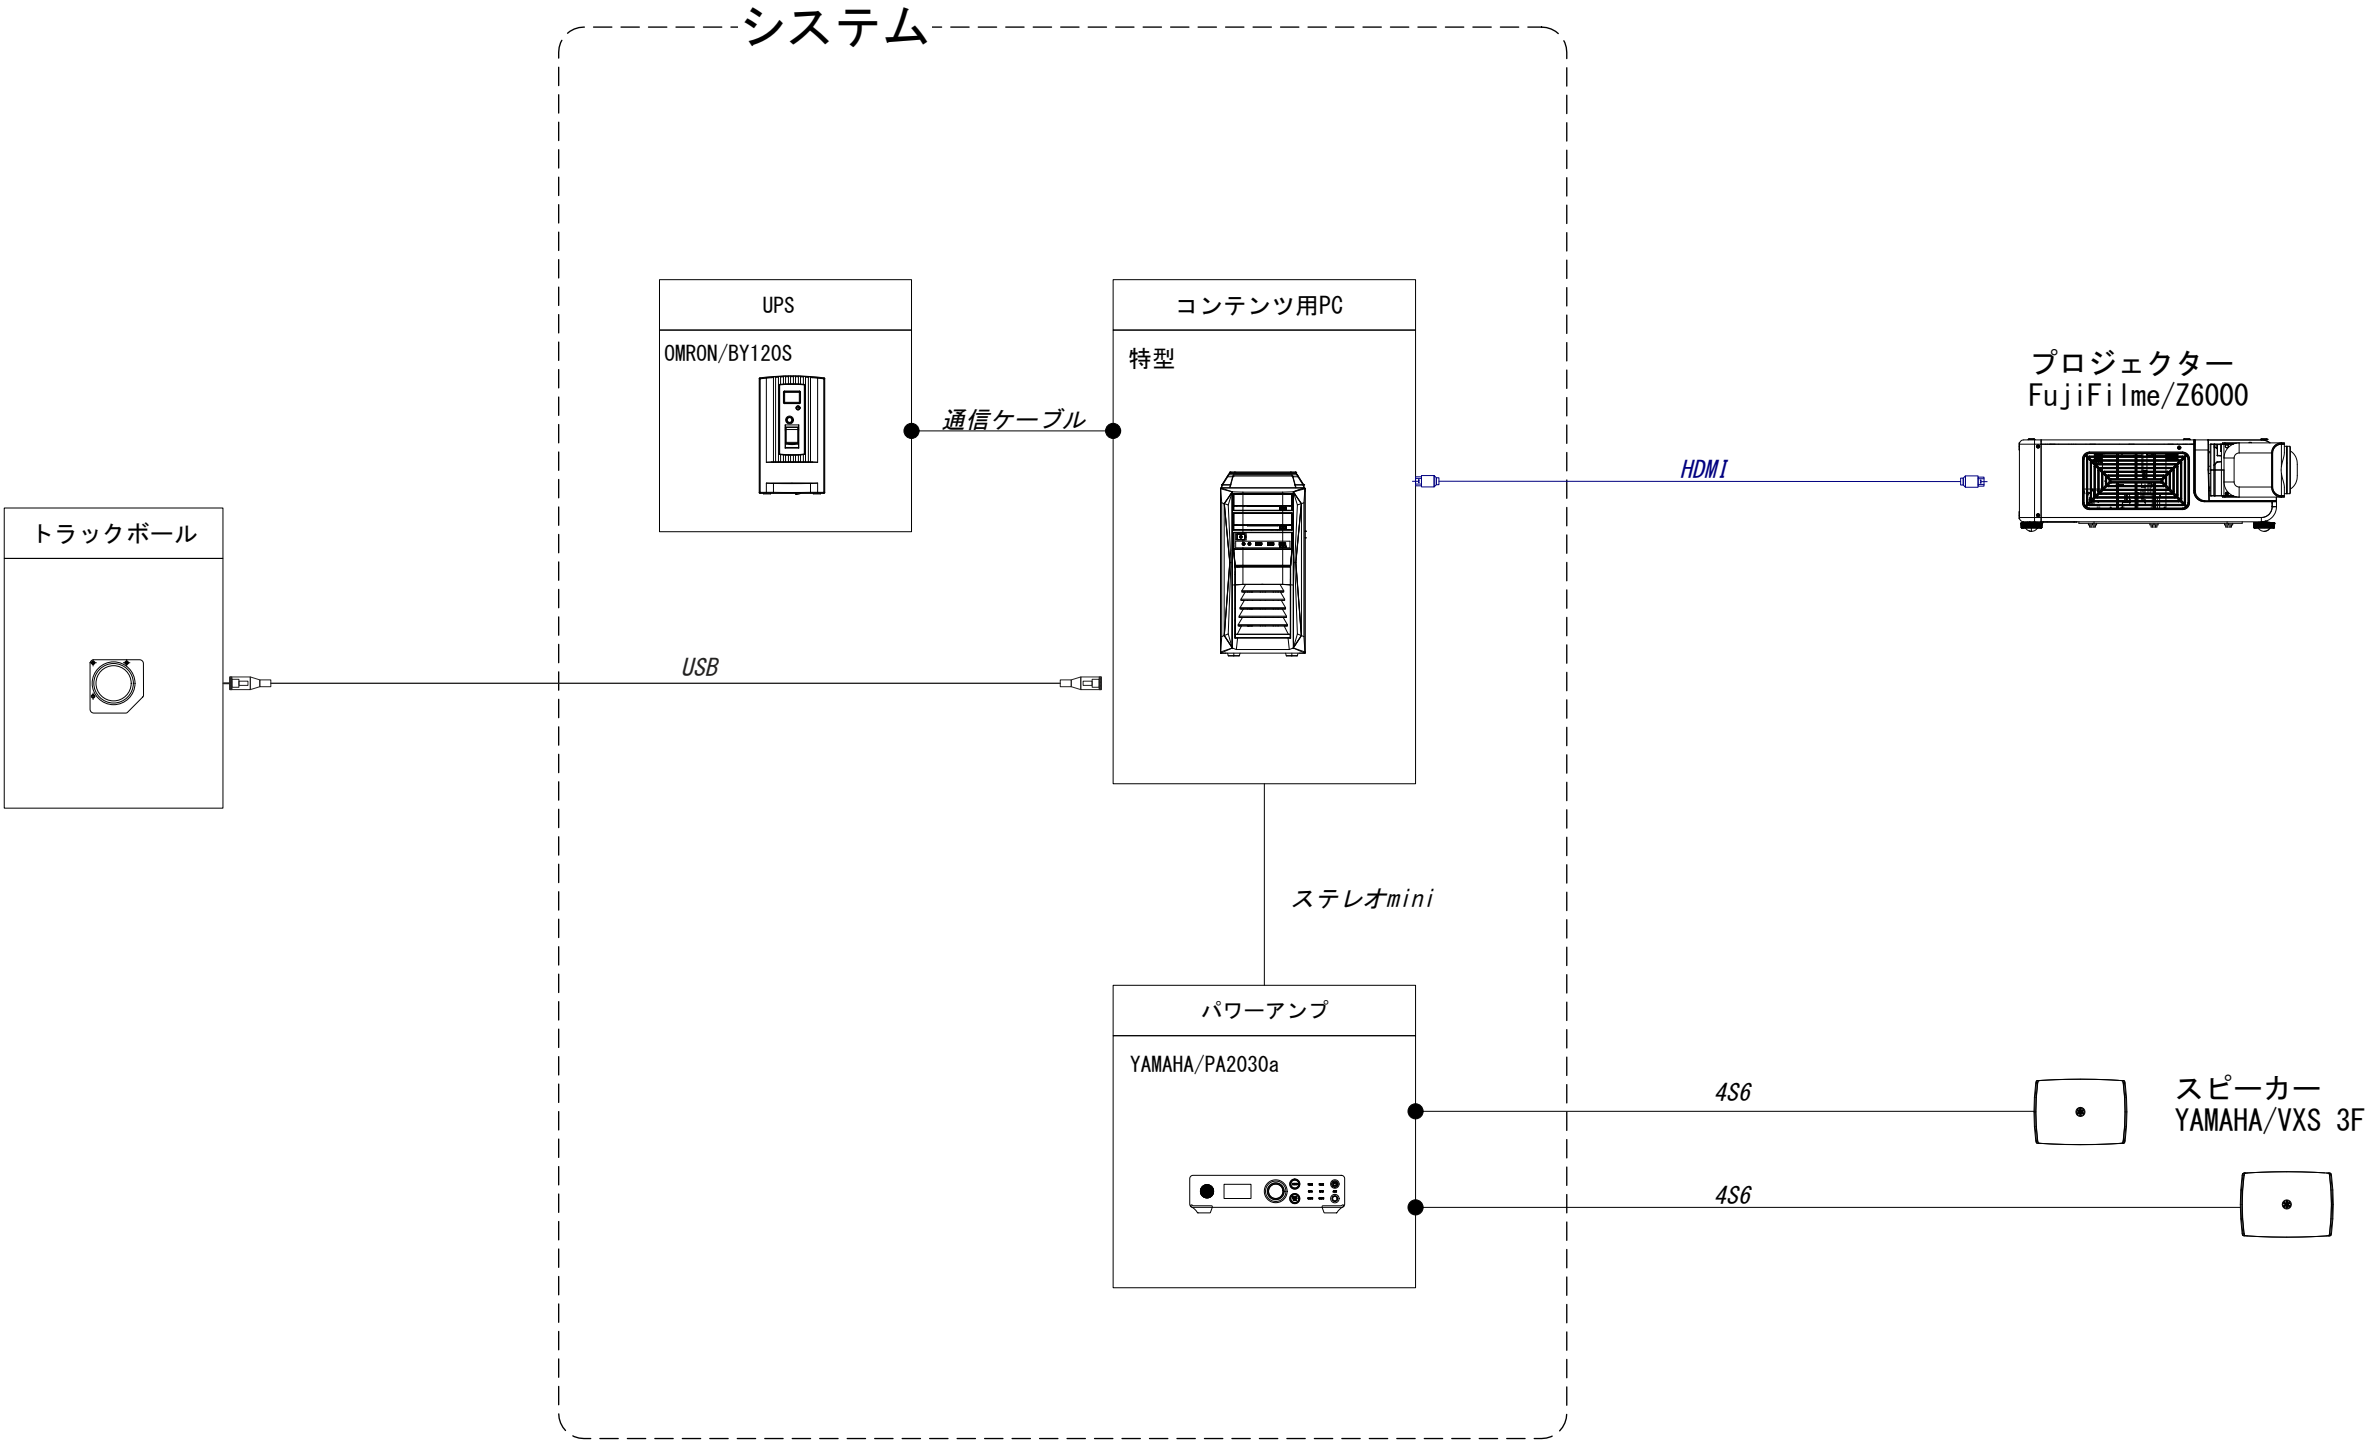 システム
UPS
OMRON/BY120S
通信ケーブル
コンテンツ用PC
特型
HDMI
プロジェクター
FujiFilme/Z6000
トラックボール
USB
ステレオmini
パワーアンプ
YAMAHA/PA2030a
4S6
4S6
スピーカー
YAMAHA/VXS 3F